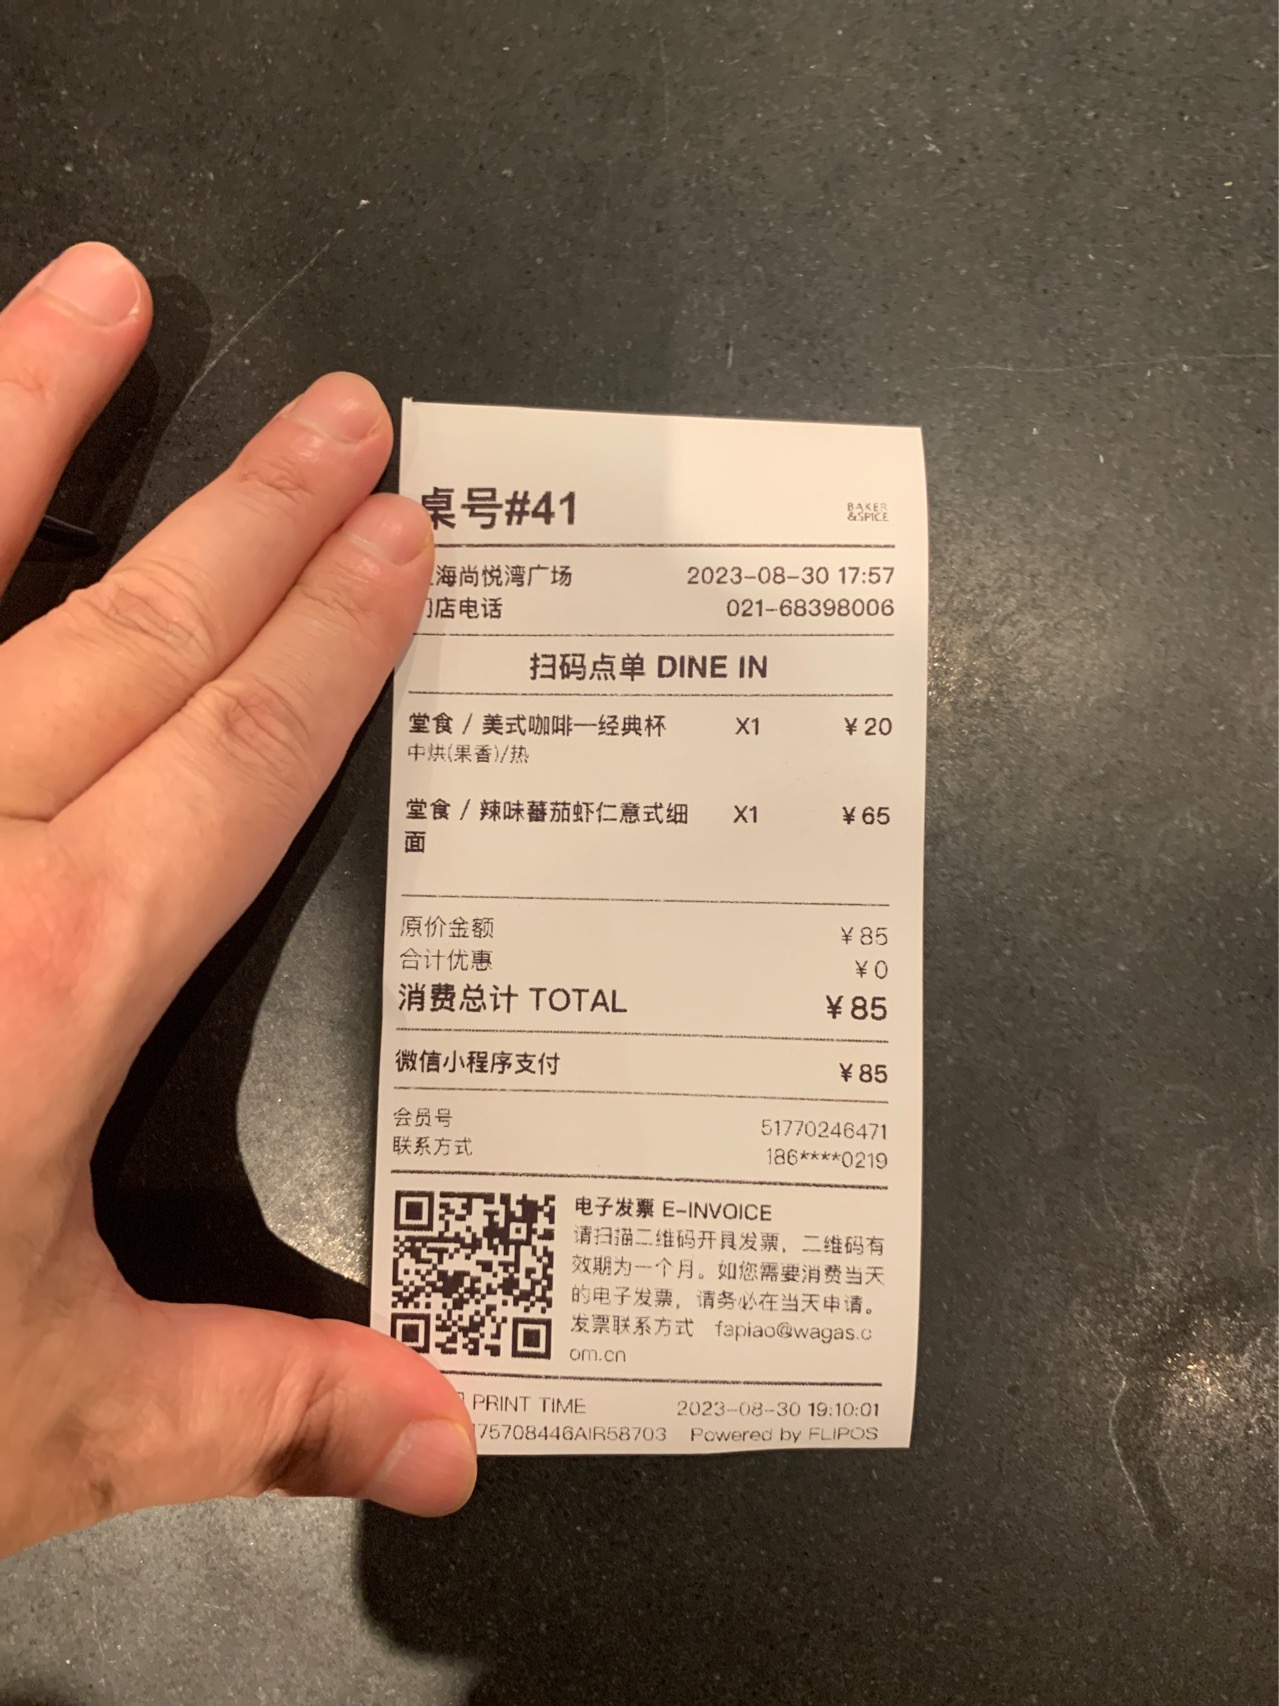 桌号#41
BAKER
&SPICE
海尚悦湾广场 2023-08-30 17:57
店电话 021-68398006
扫码点单 DINE IN
堂食 / 美式咖啡—经典杯 X1 ¥20
中烘(果香)/热
堂食 / 辣味蕃茄虾仁意式细 X1 ¥65
面
原价金额 ¥85
合计优惠 ¥0
消费总计 TOTAL ¥85
微信小程序支付 ¥85
会员号 51770246471
联系方式 186****0219
电子发票 E-INVOICE
请扫描二维码开具发票，二维码有
效期为一个月。如您需要消费当天
的电子发票，请务必在当天申请。
发票联系方式 fapiao@wagas.c
om.cn
PRINT TIME 2023-08-30 19:10:01
75708446AIR58703 Powered by FLIPOS